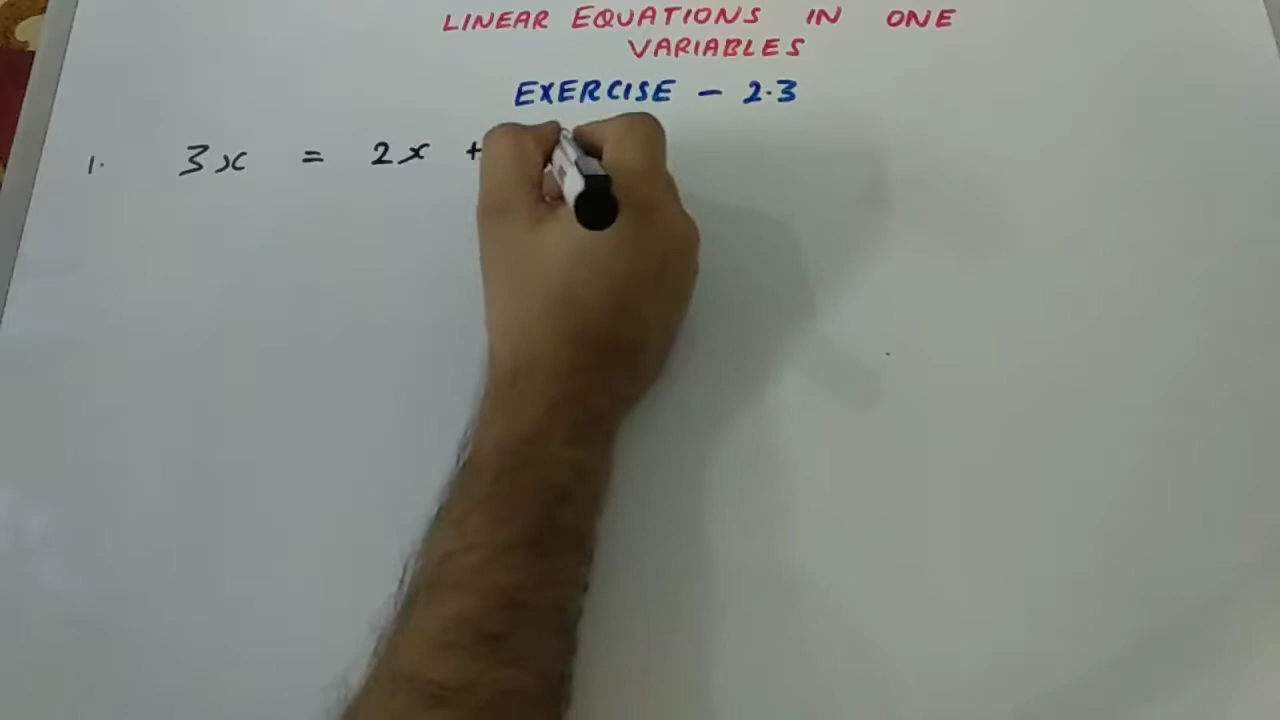 LINEAR EQUATIONS IN ONE
VARIABLES
EXERCISE - 2.3
1. 3x = 2x +